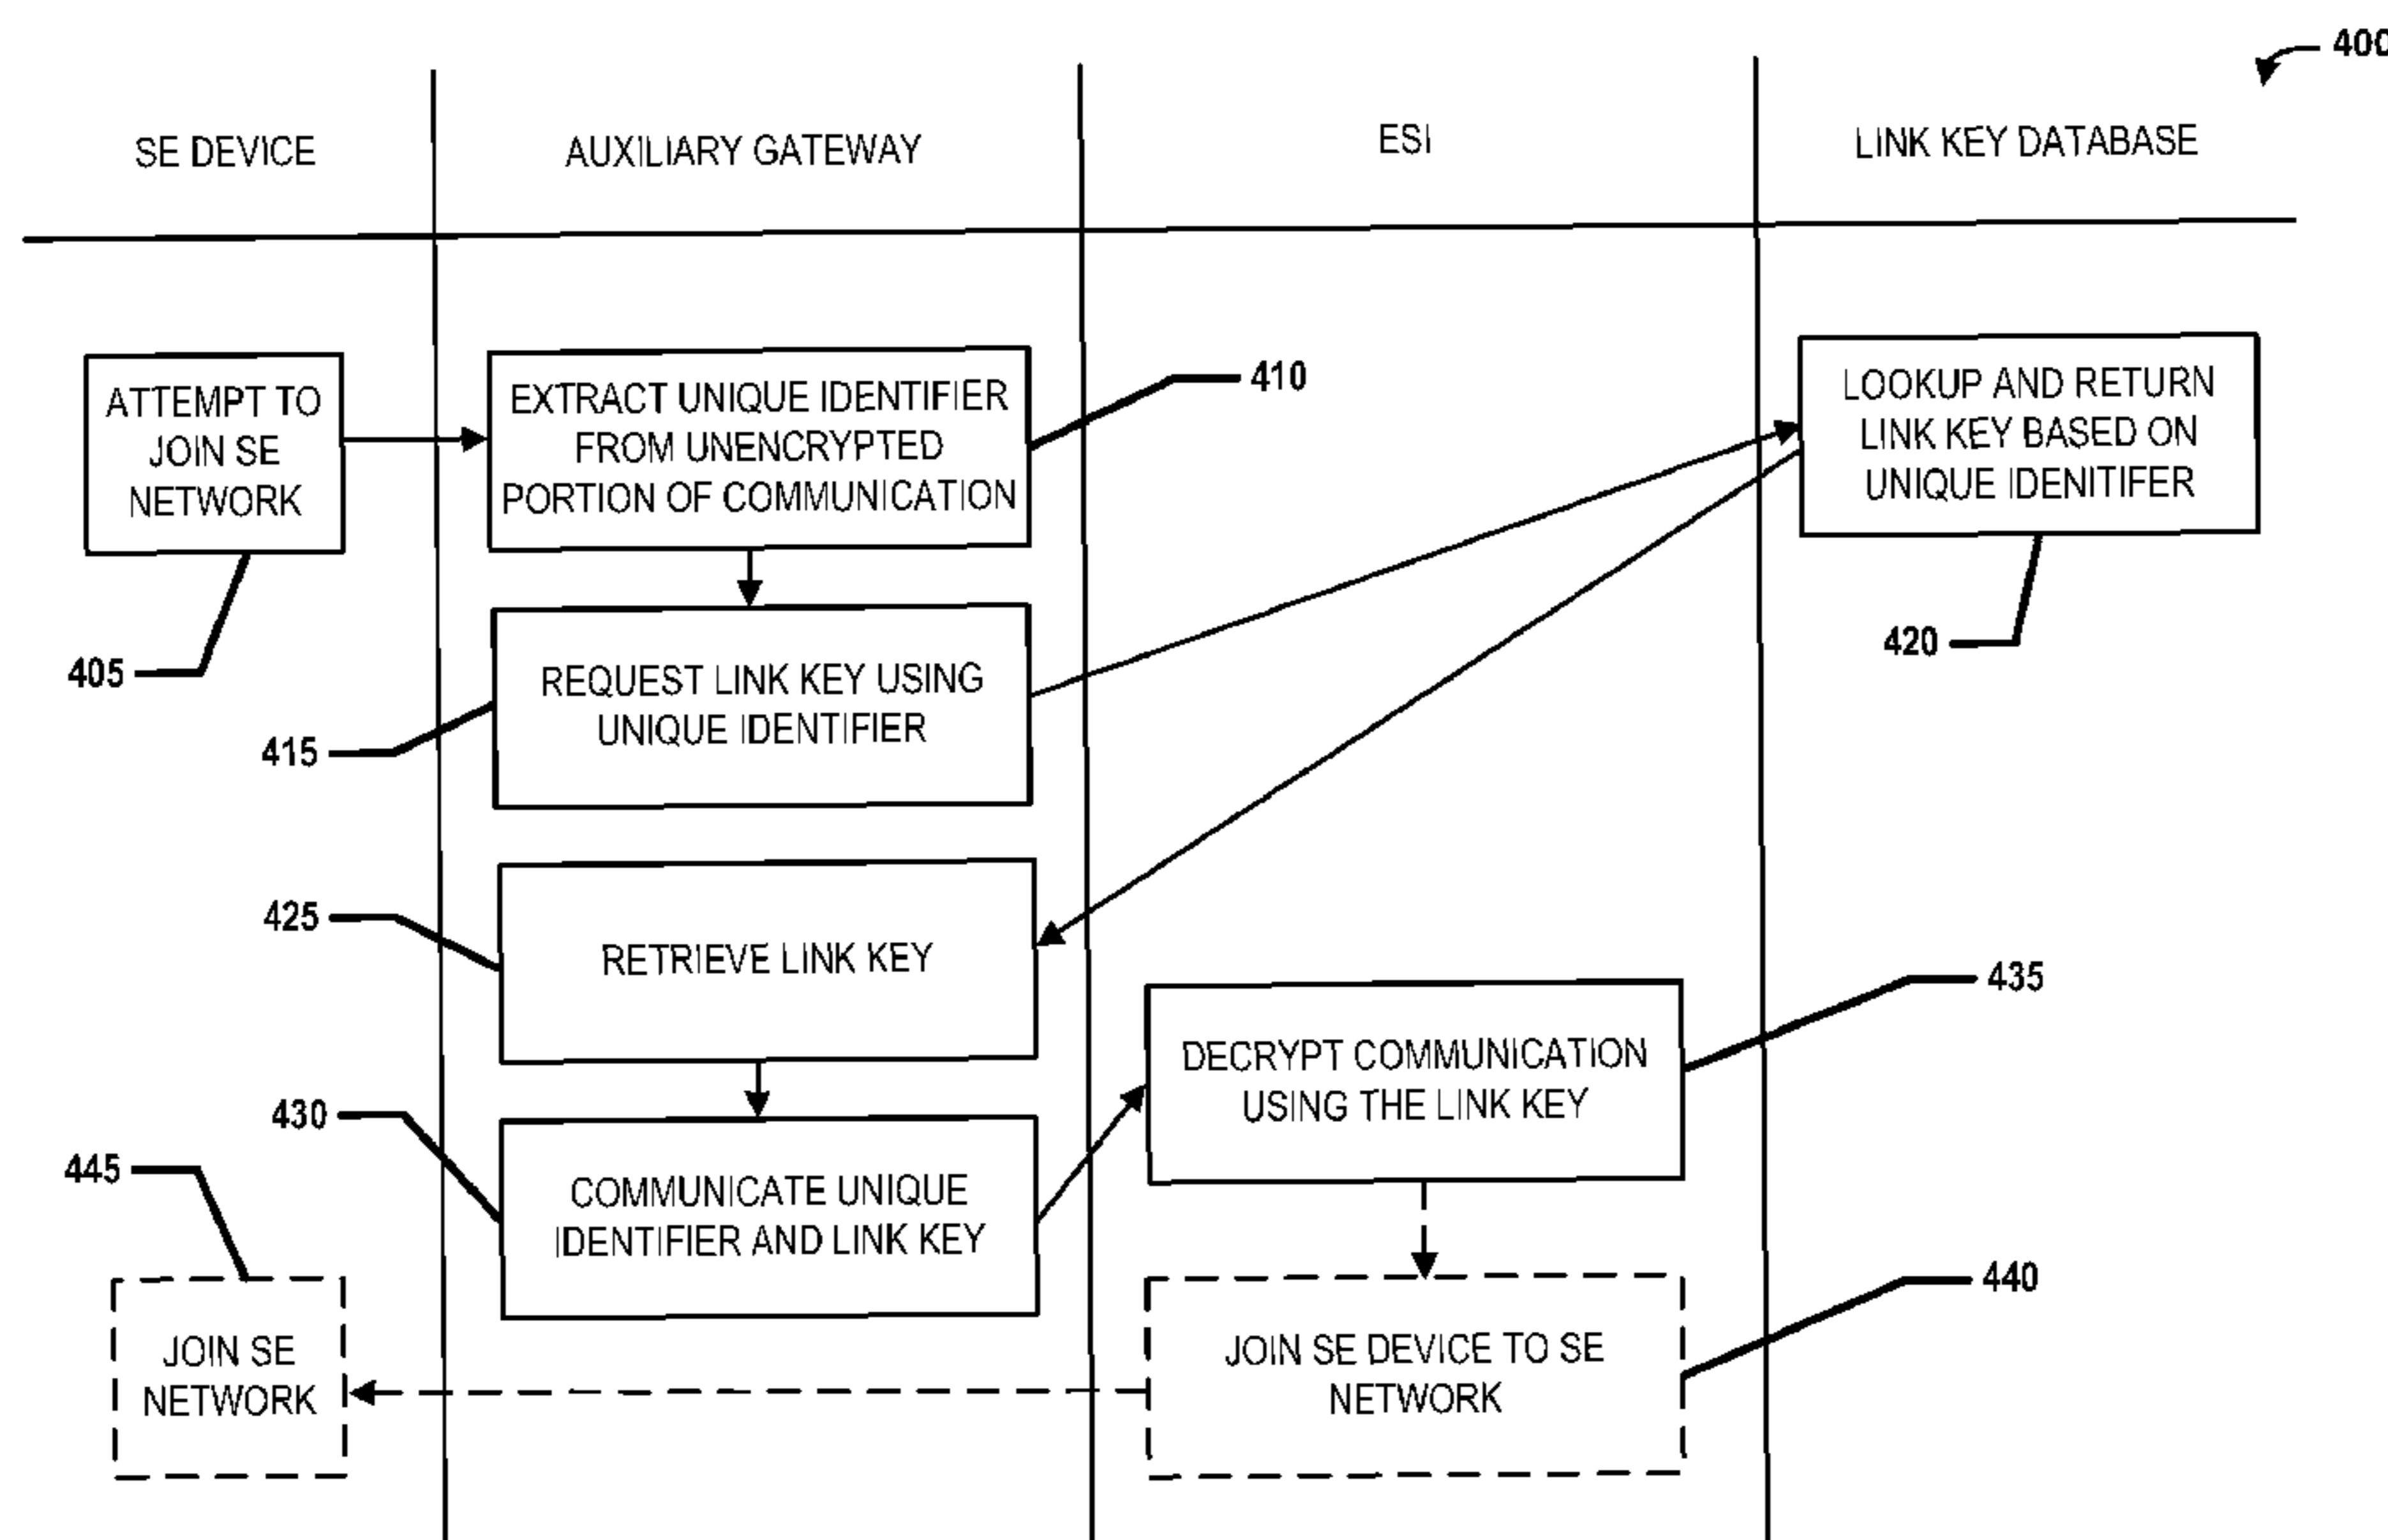 400
SE DEVICE
AUXILIARY GATEWAY
ESI
LINK KEY DATABASE
ATTEMPT TO
JOIN SE
NETWORK
405
EXTRACT UNIQUE IDENTIFIER
FROM UNENCRYPTED
PORTION OF COMMUNICATION
410
LOOKUP AND RETURN
LINK KEY BASED ON
UNIQUE IDENITIFER
420
REQUEST LINK KEY USING
UNIQUE IDENTIFIER
415
RETRIEVE LINK KEY
425
DECRYPT COMMUNICATION
USING THE LINK KEY
435
430
COMMUNICATE UNIQUE
IDENTIFIER AND LINK KEY
445
JOIN SE
NETWORK
JOIN SE DEVICE TO SE
NETWORK
440